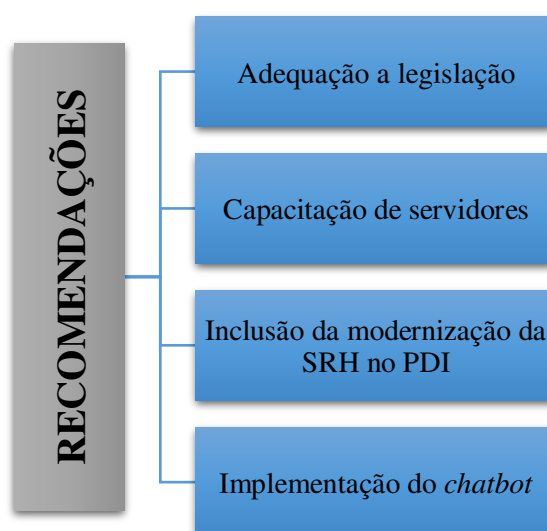 RECOMENDAÇÕES
Adequação a legislação
Capacitação de servidores
Inclusão da modernização da
SRH no PDI
Implementação do chatbot